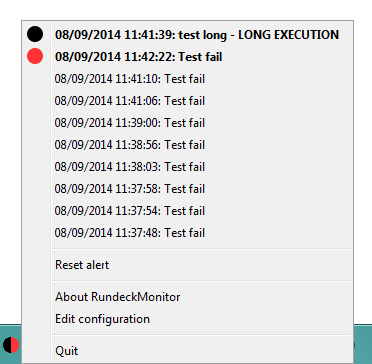 08/09/2014 11:41:39: test long - LONG EXECUTION
08/09/2014 11:42:22: Test fail
08/09/2014 11:41:10: Test fail
08/09/2014 11:41:06: Test fail
08/09/2014 11:39:00: Test fail
08/09/2014 11:38:56: Test fail
08/09/2014 11:38:03: Test fail
08/09/2014 11:37:58: Test fail
08/09/2014 11:37:54: Test fail
08/09/2014 11:37:48: Test fail
Reset alert
About RundeckMonitor
Edit configuration
Quit